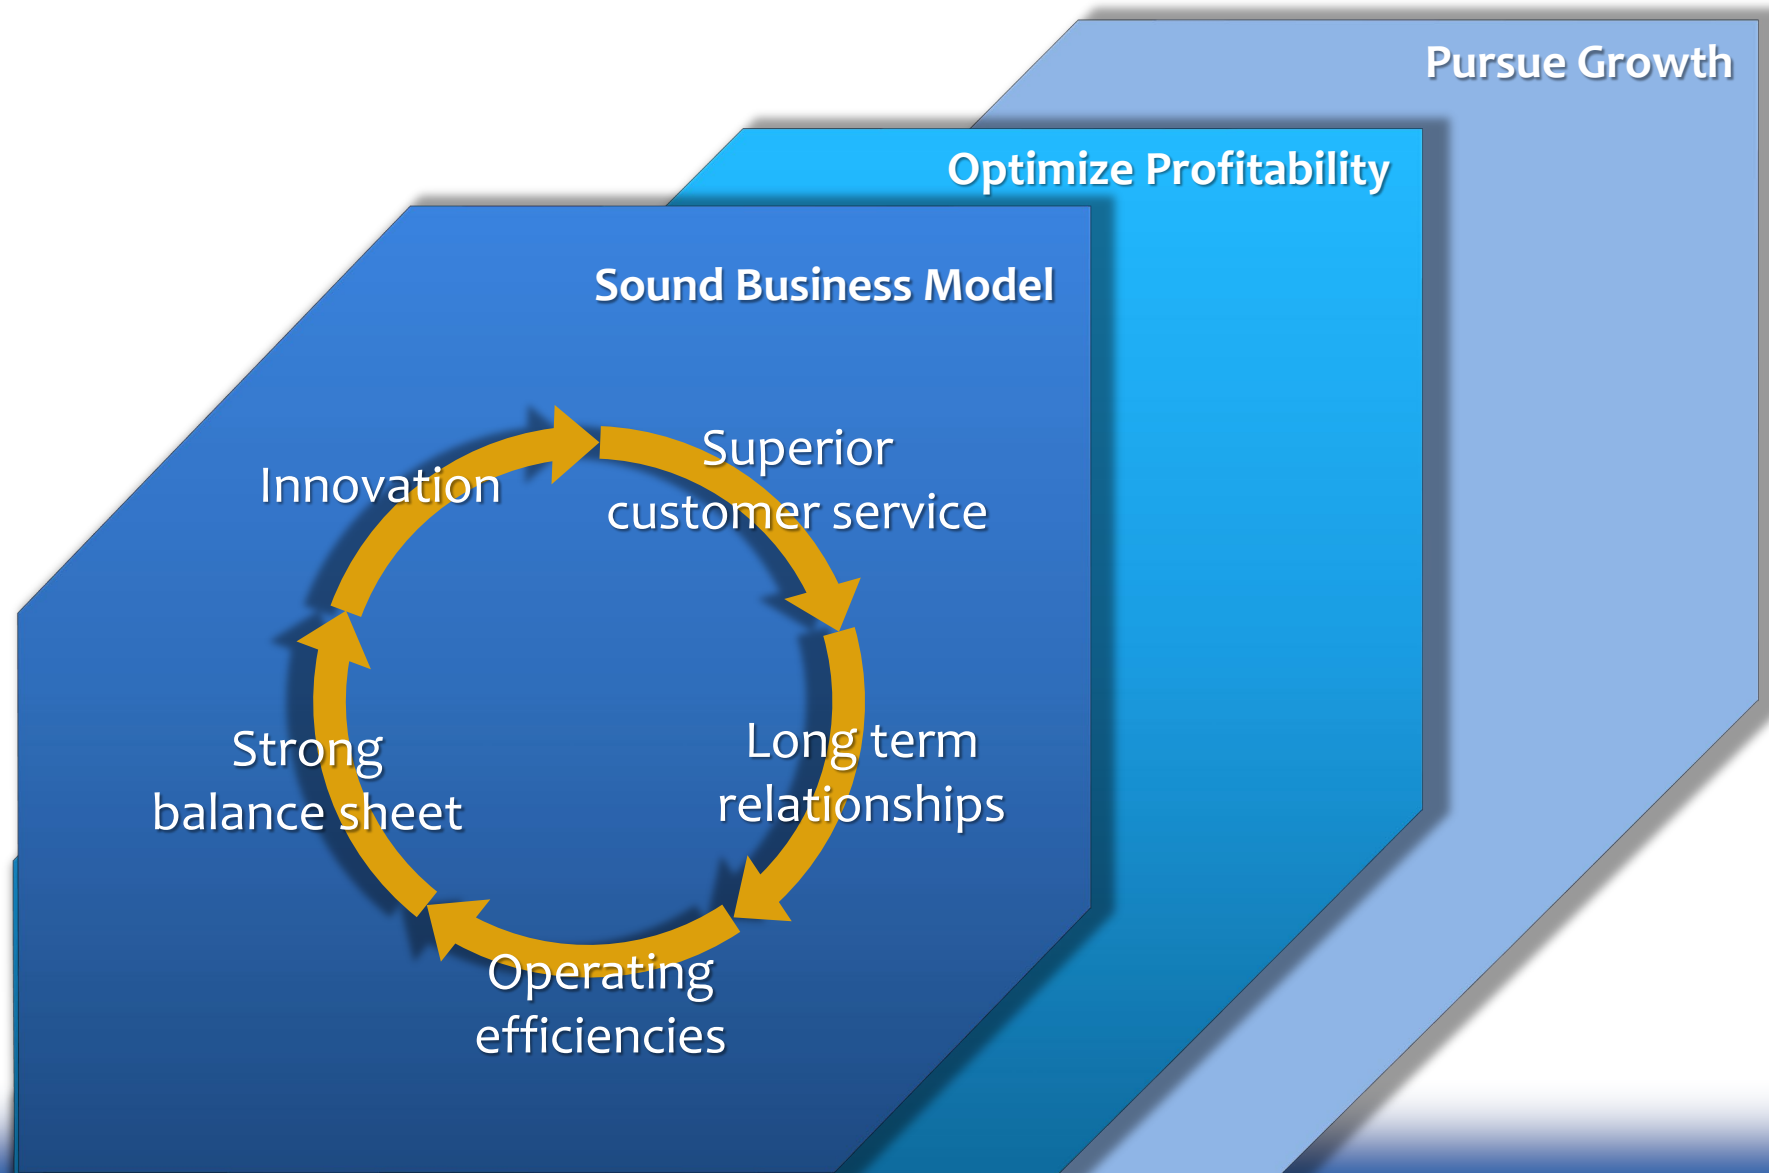 Pursue Growth
Optimize Profitability
Sound Business Model
Innovation
Superior
customer service
Long term
relationships
Operating
efficiencies
Strong
balance sheet